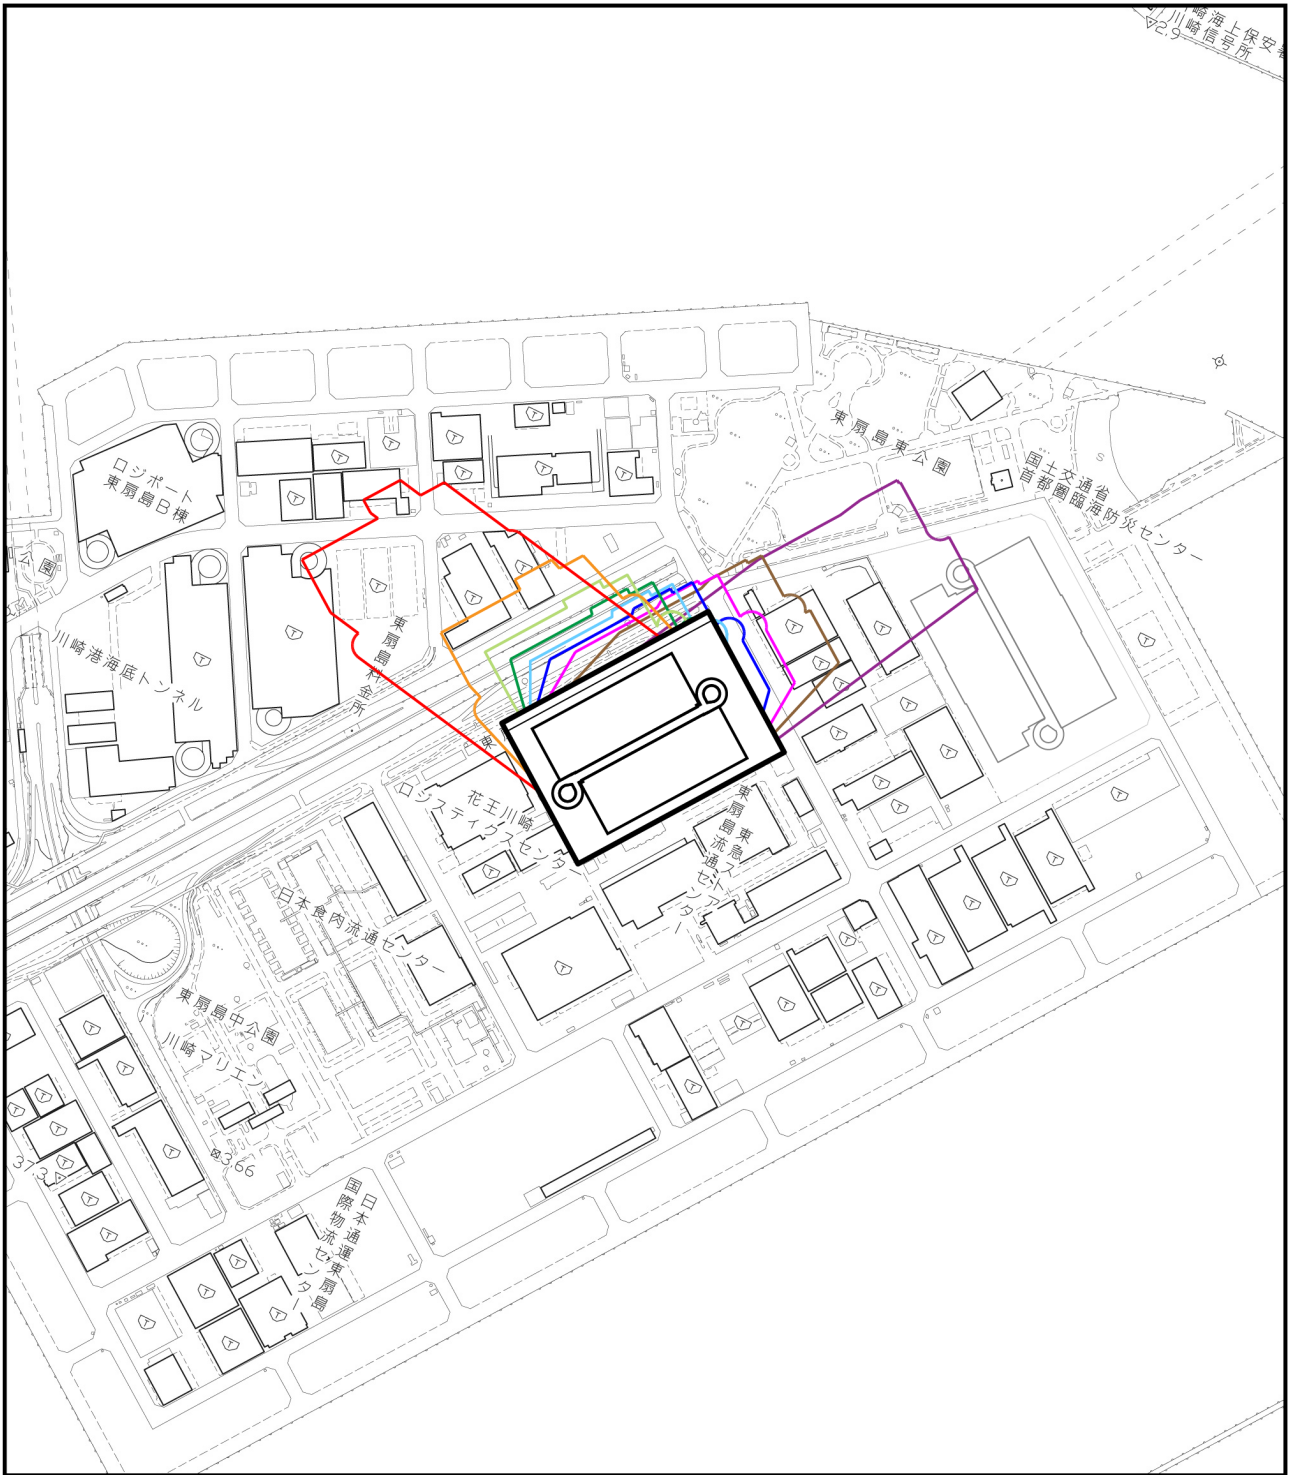 川崎海上保安署
川崎信号所
2.9
東扇島東公園
国土交通省
首都圏臨海防災センター
ロジポート
東扇島B棟
公園
川崎港海底トンネル
東扇島料金所
東
花王川崎
ロジスティクスセンター
東扇島東急
流通センター
日本食肉流通センター
東扇島中公園
川崎マリエン
3.66
37.3
日本通運東扇島
国際物流センター